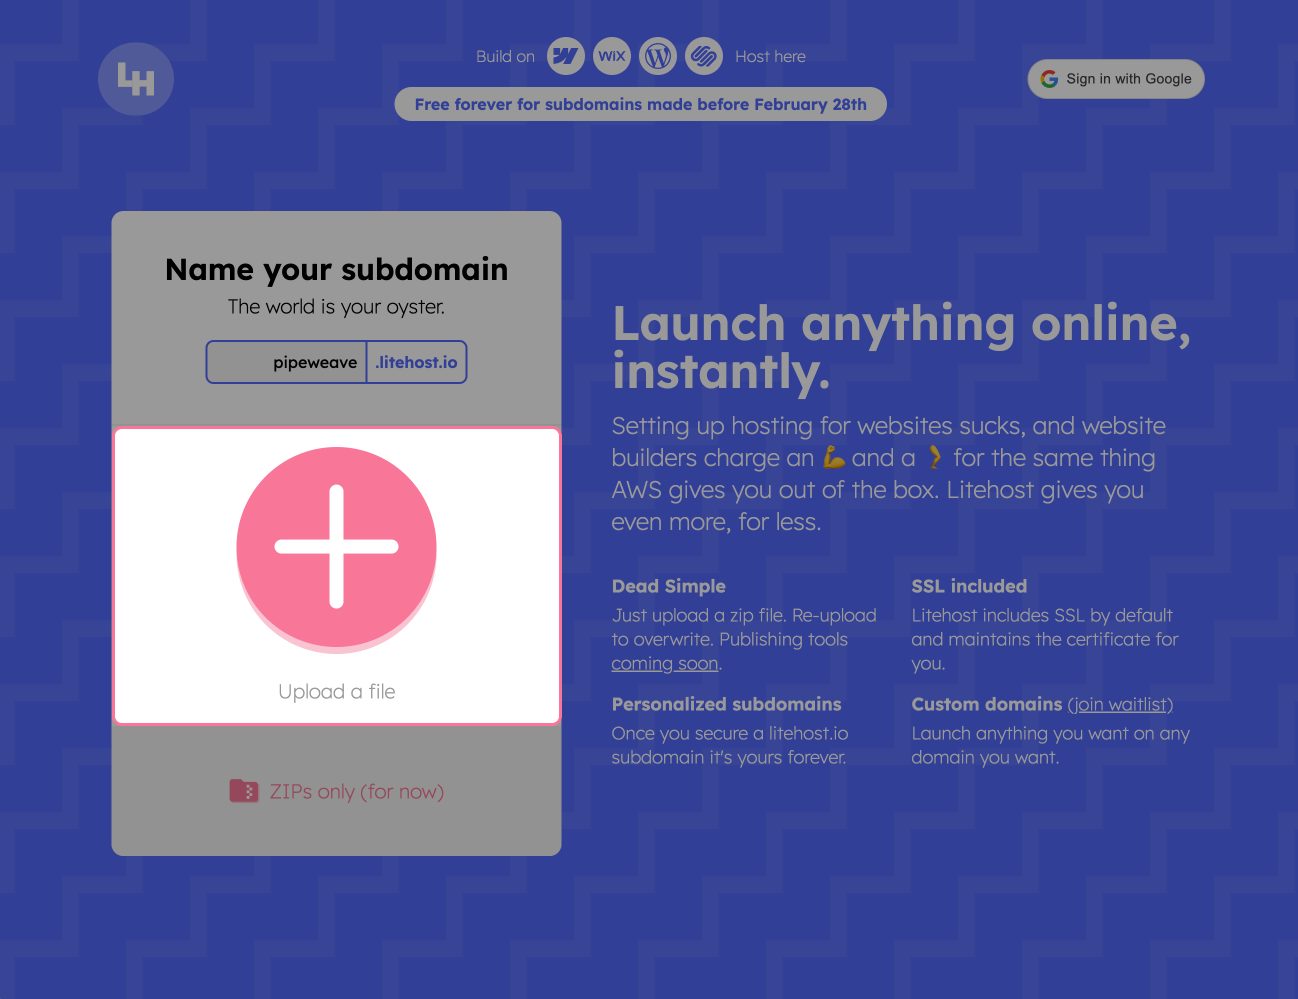 LH
Build on
WiX
Host here
Free forever for subdomains made before February 28th
Sign in with Google
Name your subdomain
The world is your oyster.
pipeweave .litehost.io
Upload a file
ZIPs only (for now)
Launch anything online,
instantly.
Setting up hosting for websites sucks, and website
builders charge an 💪 and a 🦵 for the same thing
AWS gives you out of the box. Litehost gives you
even more, for less.
Dead Simple
Just upload a zip file. Re-upload
to overwrite. Publishing tools
coming soon.
SSL included
Litehost includes SSL by default
and maintains the certificate for
you.
Personalized subdomains
Once you secure a litehost.io
subdomain it's yours forever.
Custom domains (join waitlist)
Launch anything you want on any
domain you want.